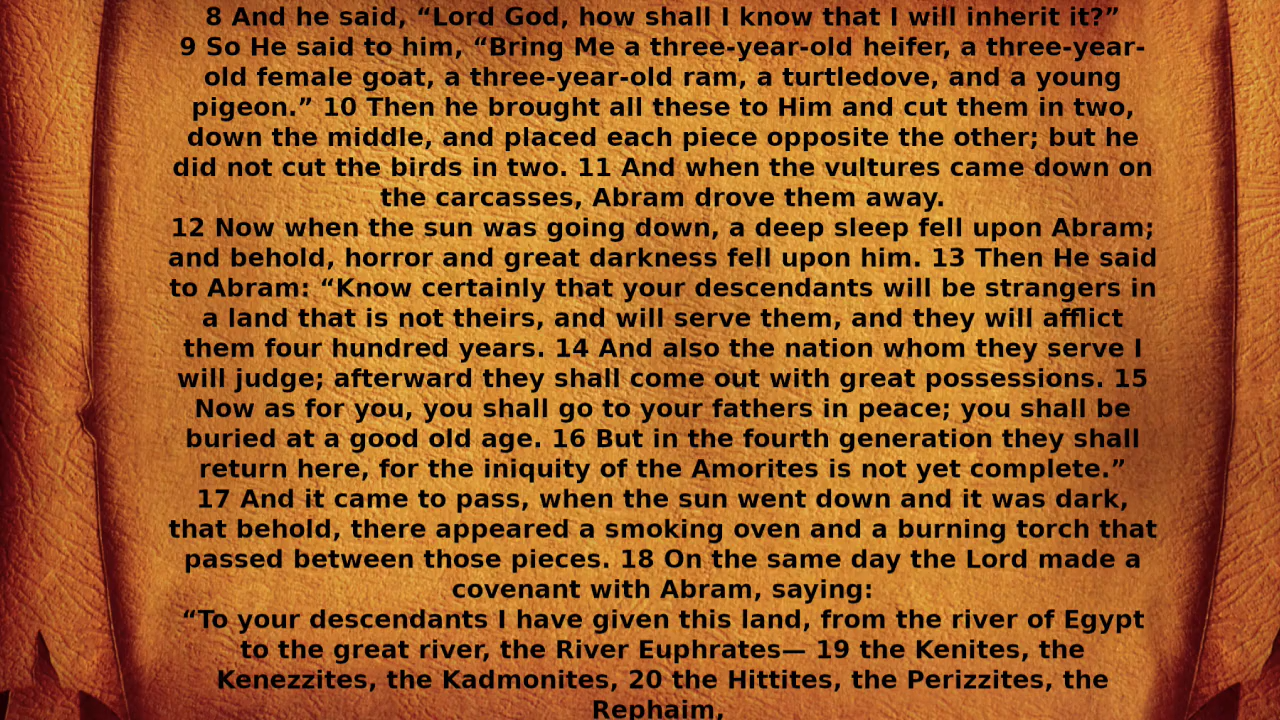 8 And he said, “Lord God, how shall I know that I will inherit it?”
9 So He said to him, “Bring Me a three-year-old heifer, a three-year-
old female goat, a three-year-old ram, a turtledove, and a young
pigeon.” 10 Then he brought all these to Him and cut them in two,
down the middle, and placed each piece opposite the other; but he
did not cut the birds in two. 11 And when the vultures came down on
the carcasses, Abram drove them away.
12 Now when the sun was going down, a deep sleep fell upon Abram;
and behold, horror and great darkness fell upon him. 13 Then He said
to Abram: “Know certainly that your descendants will be strangers in
a land that is not theirs, and will serve them, and they will afflict
them four hundred years. 14 And also the nation whom they serve I
will judge; afterward they shall come out with great possessions. 15
Now as for you, you shall go to your fathers in peace; you shall be
buried at a good old age. 16 But in the fourth generation they shall
return here, for the iniquity of the Amorites is not yet complete.”
17 And it came to pass, when the sun went down and it was dark,
that behold, there appeared a smoking oven and a burning torch that
passed between those pieces. 18 On the same day the Lord made a
covenant with Abram, saying:
“To your descendants I have given this land, from the river of Egypt
to the great river, the River Euphrates— 19 the Kenites, the
Kenezzites, the Kadmonites, 20 the Hittites, the Perizzites, the
Rephaim,